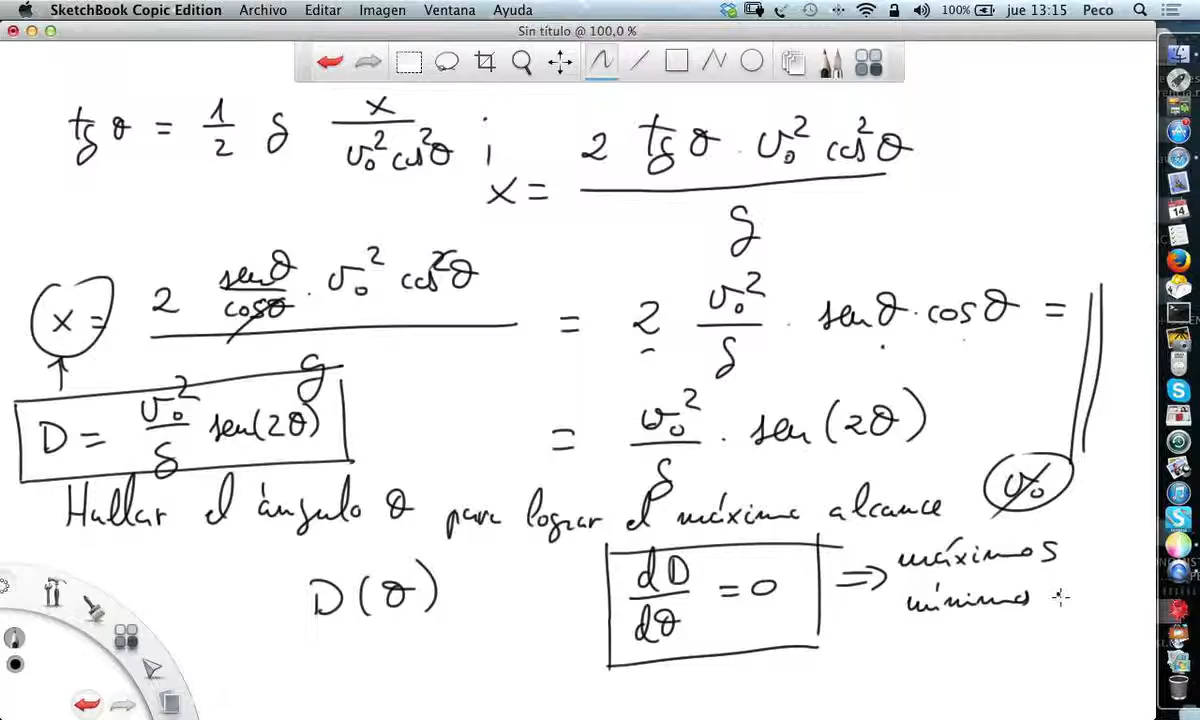 SketchBook Copic Edition Archivo Editar Imagen Ventana Ayuda 100% jue 13:15 Peco
Sin título @ 100,0 %
tg θ = 1/2 g x/(v₀² cos²θ) ; x = (2 tg θ · v₀² cos²θ)/g
x = (2 senθ/cosθ · v₀² cos²θ)/g = 2 v₀²/g · senθ · cosθ =
D = v₀²/g sen(2θ) = v₀²/g · sen(2θ)
Hallar el ángulo θ para lograr el máximo alcance v₀
D(θ) dD/dθ = 0 ⇒ máximos
mínimos